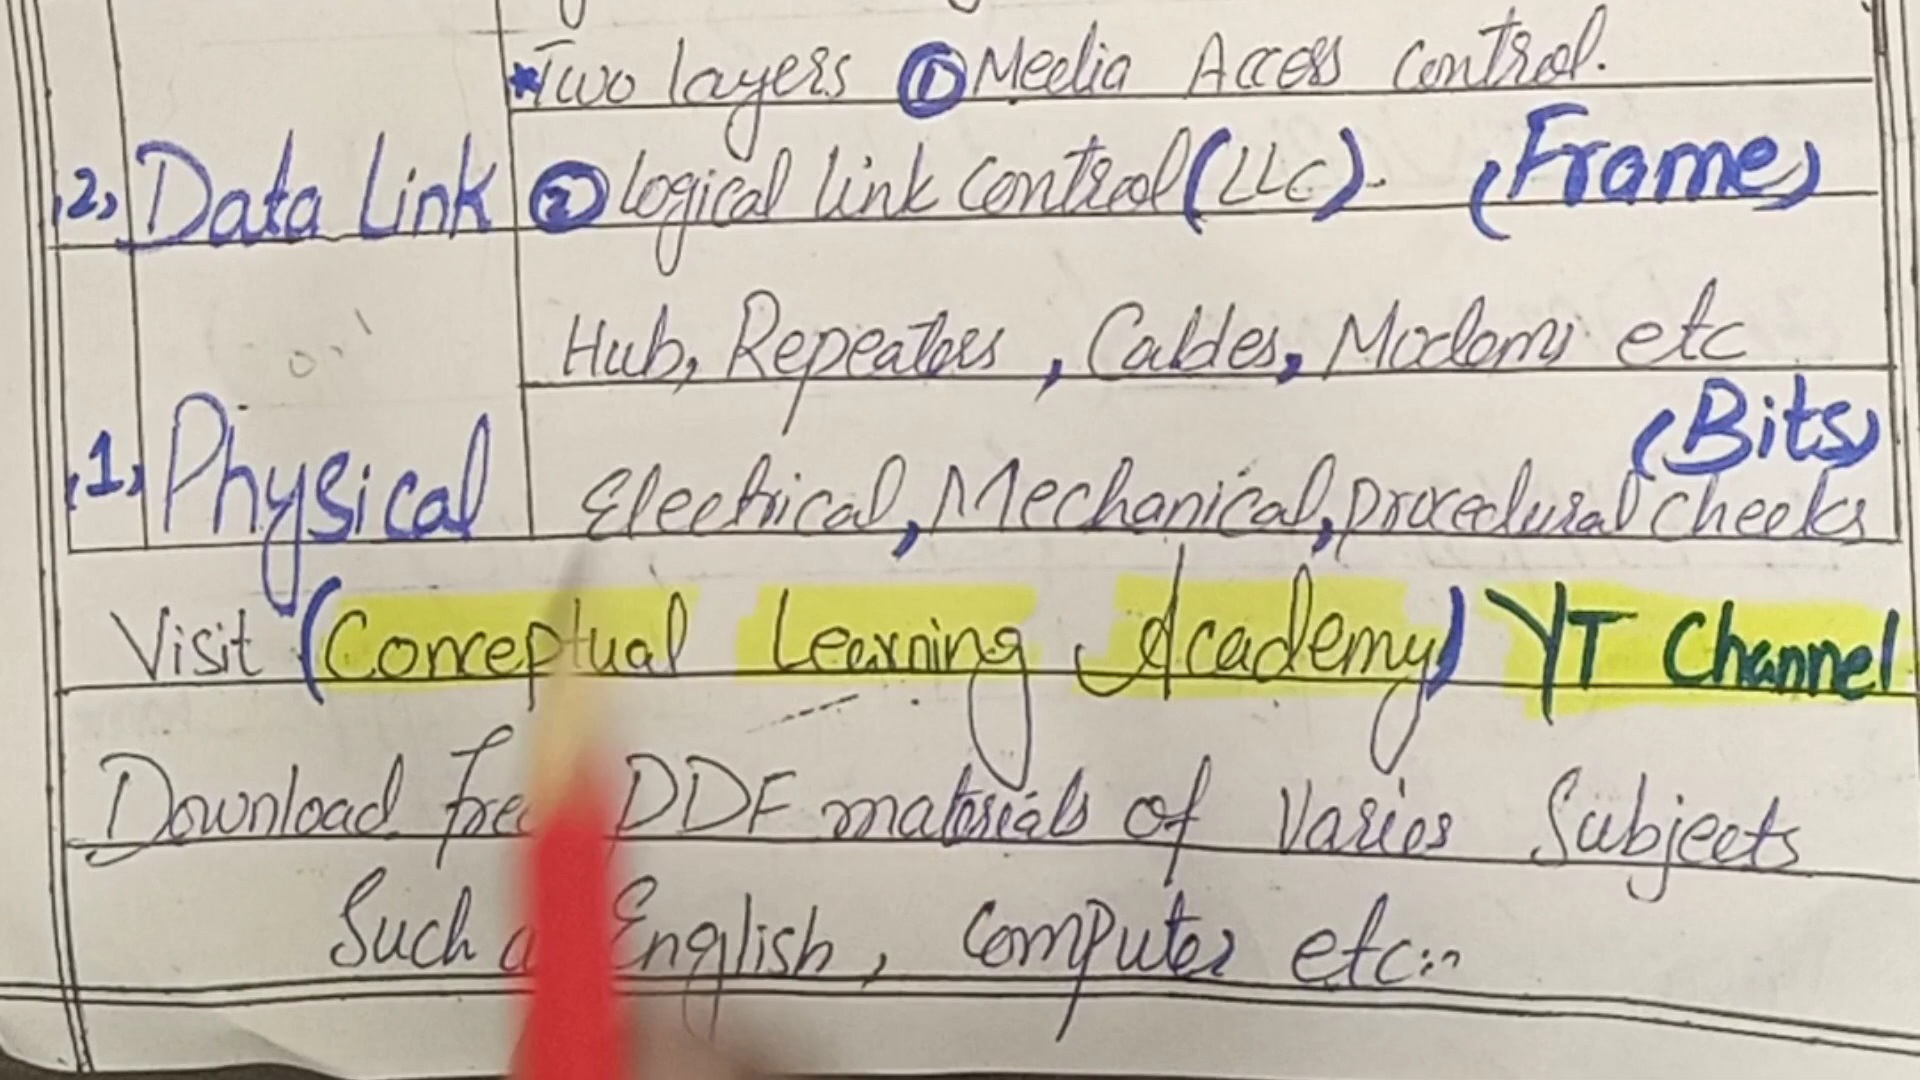 *Two layers ① Media Access Control.
2, Data Link ② Logical link control (LLC). (Frame)
Hub, Repeaters, Cables, Modems etc
(Bits)
1, Physical Electrical, Mechanical, procedural checks
Visit (Conceptual Learning Academy) YT Channel
Download free PDF materials of Varios Subjects
Such English, Computer etc..